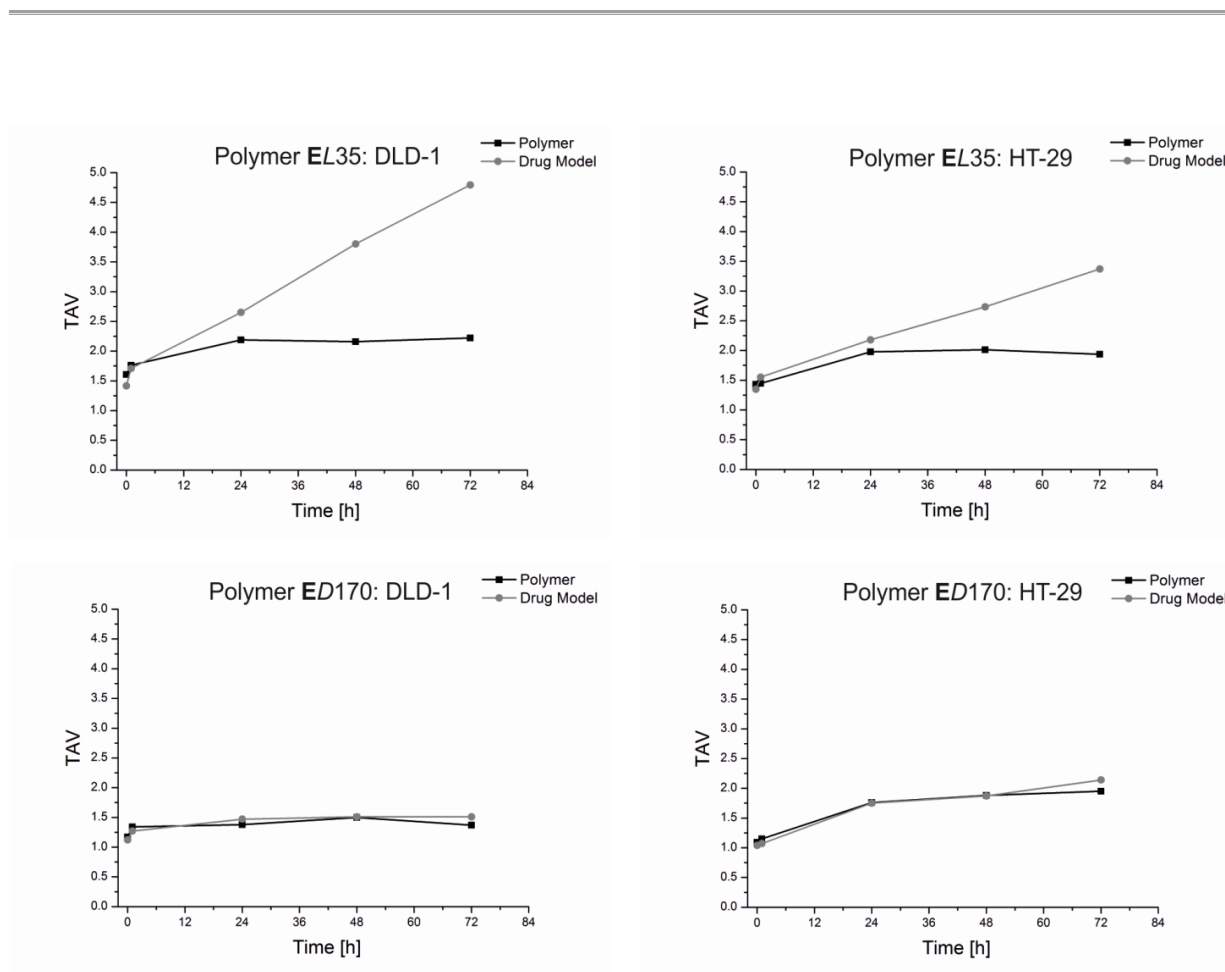 Polymer EL35: DLD-1
Polymer
Drug Model
5.0
4.5
4.0
3.5
3.0
2.5
2.0
1.5
1.0
0.5
0.0
TAV
0 12 24 36 48 60 72 84
Time [h]
Polymer EL35: HT-29
Polymer
Drug Model
5.0
4.5
4.0
3.5
3.0
2.5
2.0
1.5
1.0
0.5
0.0
TAV
0 12 24 36 48 60 72 84
Time [h]
Polymer ED170: DLD-1
Polymer
Drug Model
5.0
4.5
4.0
3.5
3.0
2.5
2.0
1.5
1.0
0.5
0.0
TAV
0 12 24 36 48 60 72 84
Time [h]
Polymer ED170: HT-29
Polymer
Drug Model
5.0
4.5
4.0
3.5
3.0
2.5
2.0
1.5
1.0
0.5
0.0
TAV
0 12 24 36 48 60 72 84
Time [h]